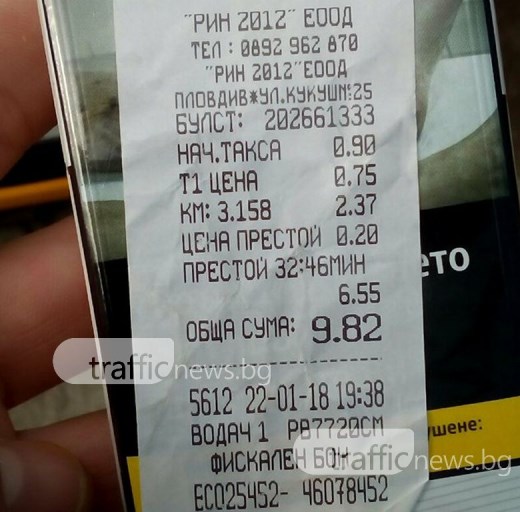 "РИН 2012" ЕООД
ТЕЛ : 0892 962 870
"РИН 2012"ЕООД
ПЛОВДИВ*УЛ.КУКУШ№25
БУЛСТ: 202661333
НАЧ.ТАКСА 0.90
Т1 ЦЕНА 0.75
КМ: 3.158 2.37
ЦЕНА ПРЕСТОЙ 0.20
ПРЕСТОЙ 32:46МИН
6.55
ОБЩА СУМА: 9.82
ето
trafficnews.bg
5612 22-01-18 19:38
ВОДАЧ 1 РВ7720СМ
ушене:
ФИСКАЛЕН БОН
trafficnews.bg
ЕС025452- 46078452